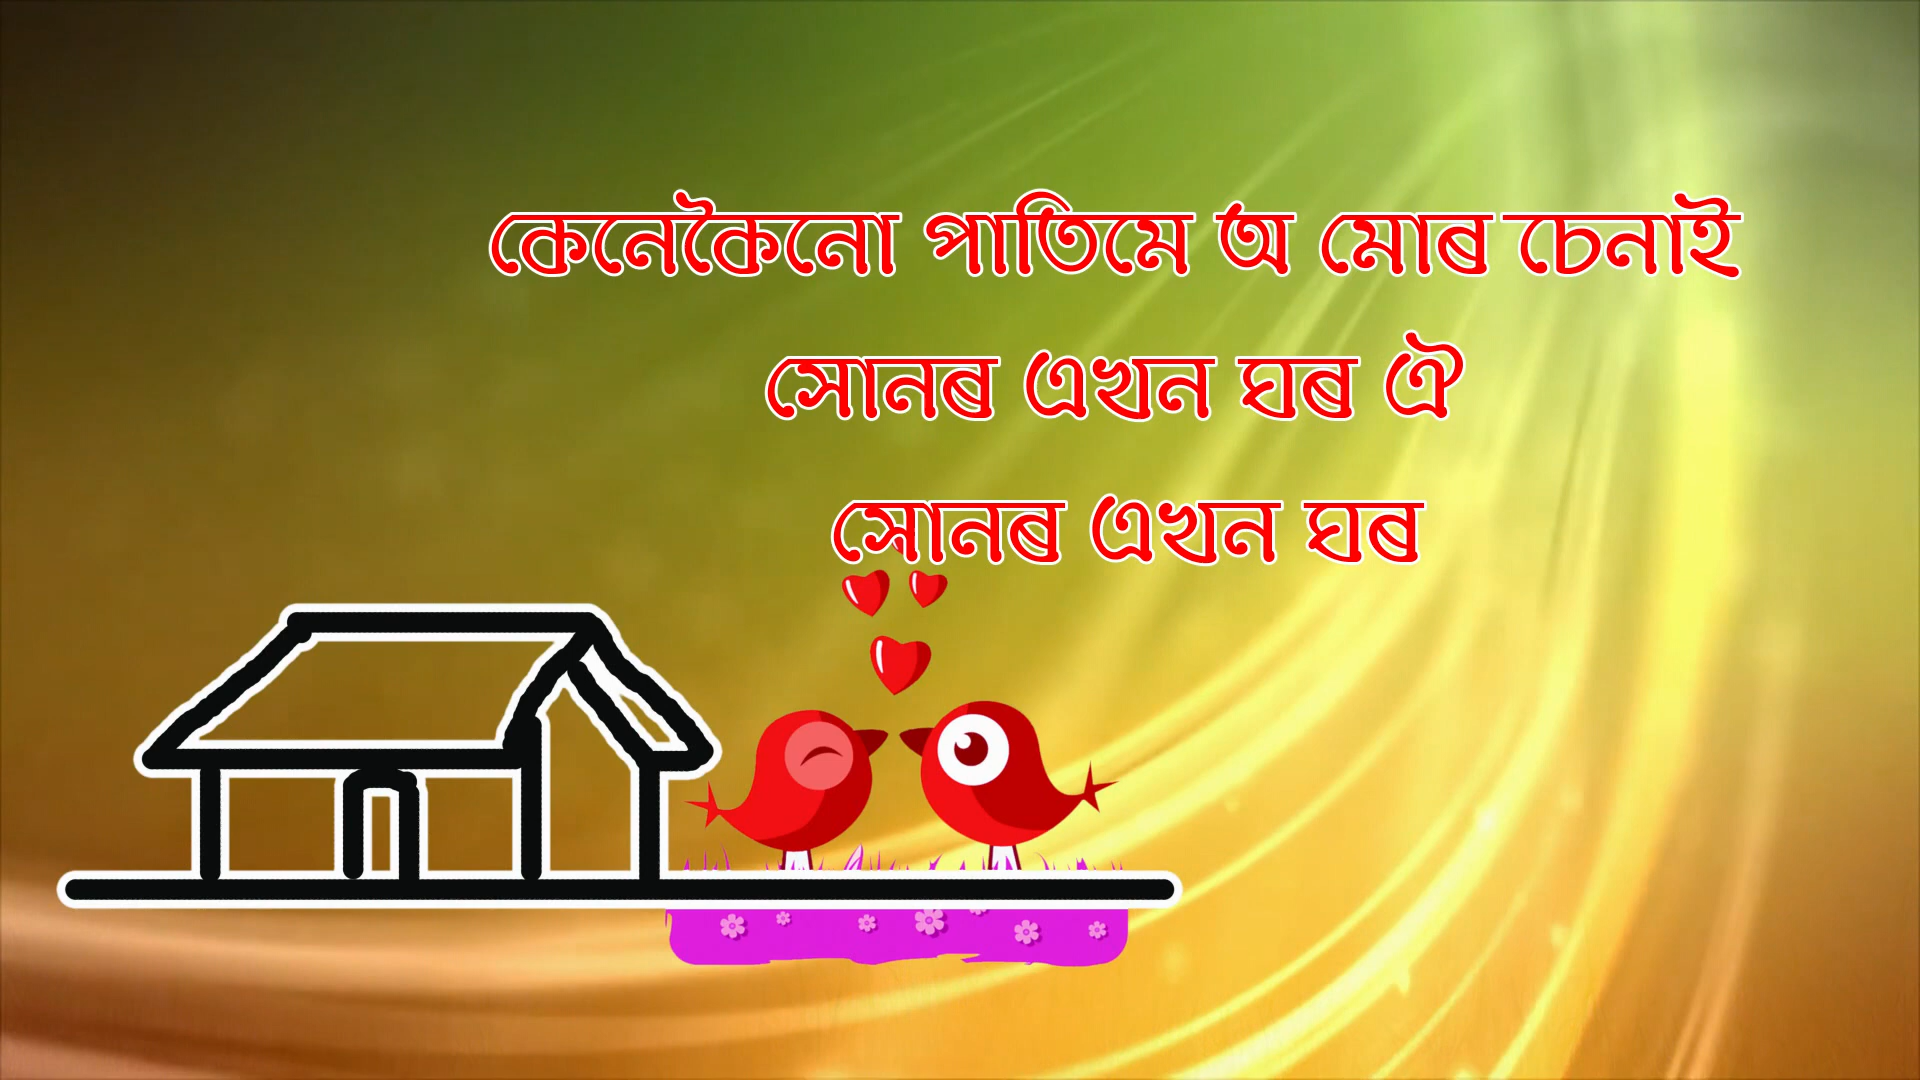 কেনেকৈনো পাতিমে অ মোৰ চেনাই
সোনৰ এখন ঘৰ ঐ
সোনৰ এখন ঘৰ